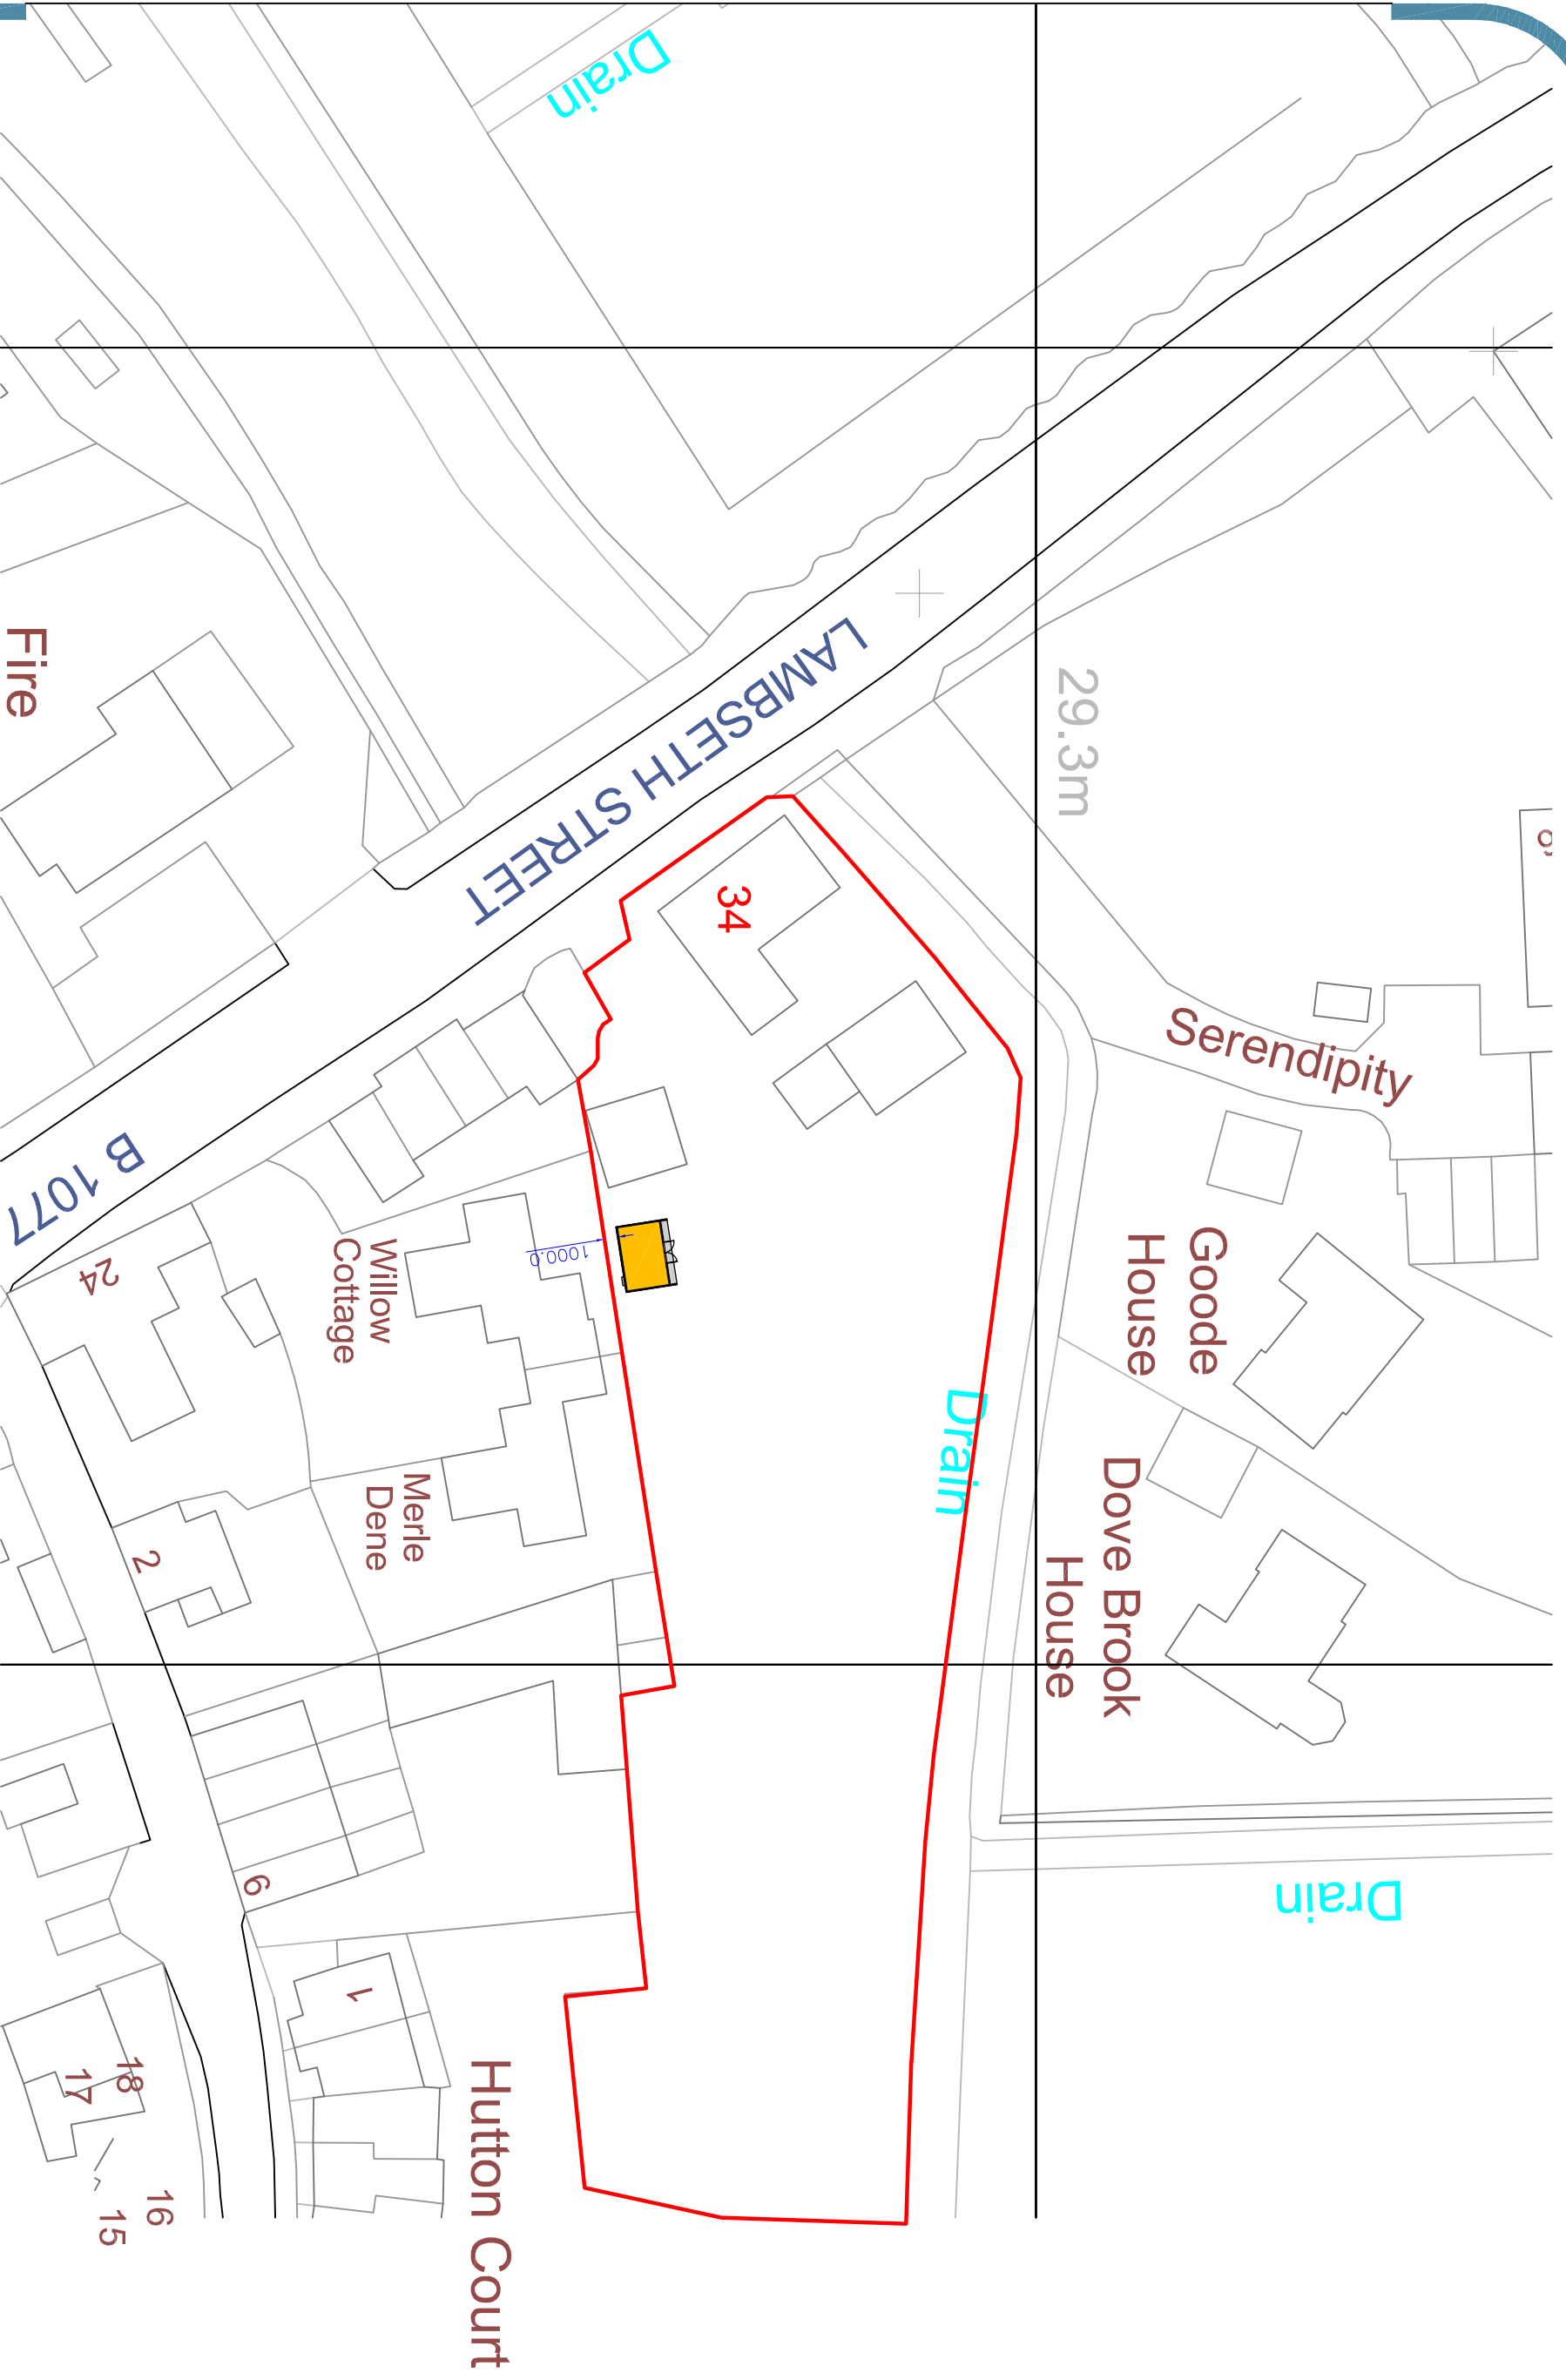 Drain
Fire
LAMBSETH STREET
29.3m
34
9
Serendipity
B 1077
24
Willow
Cottage
1000.0
Goode
House
Drain
Merle
Dene
Dove Brook
House
2
6
Drain
1
Hutton Court
18
17
16
15